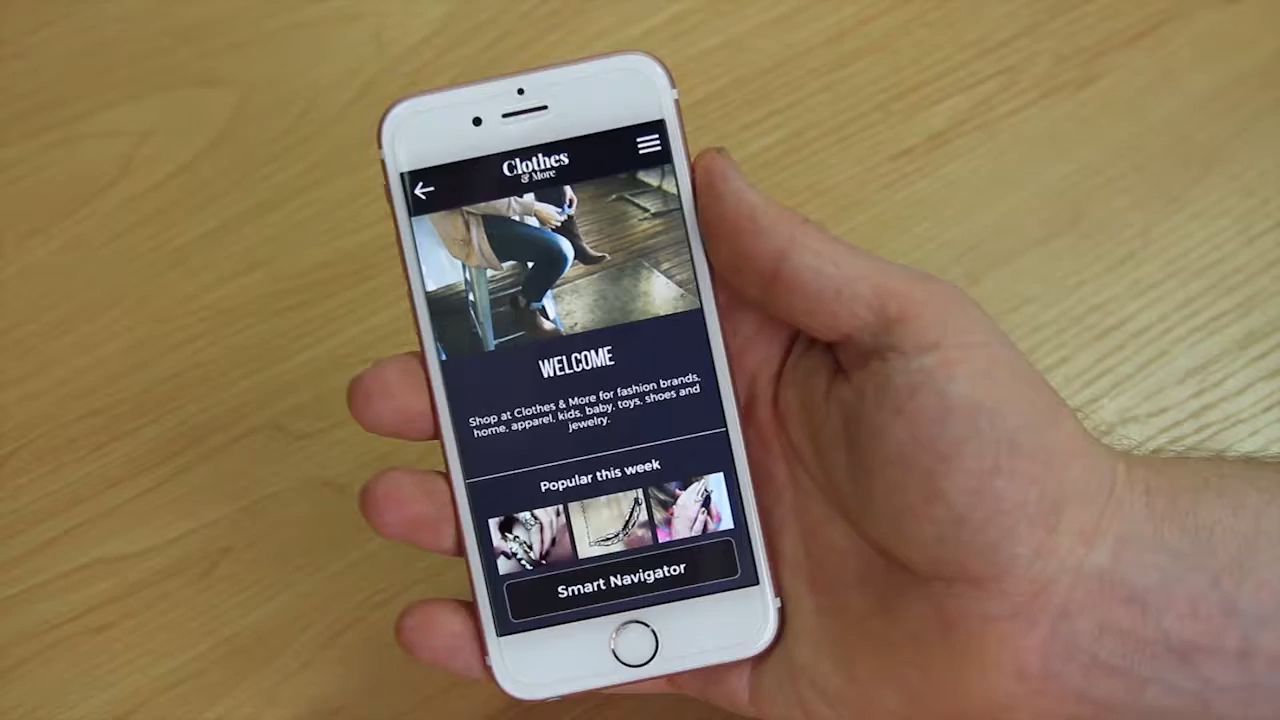 Clothes
& More
WELCOME
Shop at Clothes & More for fashion brands,
home, apparel, kids, baby, toys, shoes and
jewelry.
Popular this week
Smart Navigator